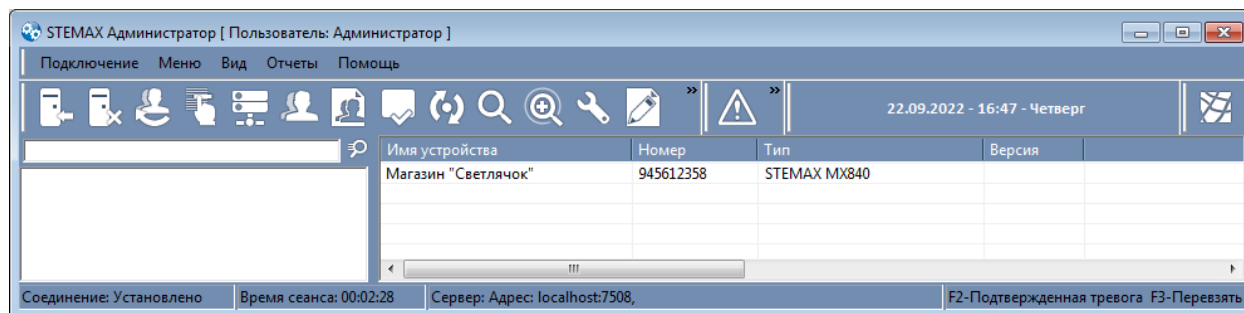 STEMAX Администратор [ Пользователь: Администратор ]
Подключение Меню Вид Отчеты Помощь
22.09.2022 - 16:47 - Четверг
Имя устройства Номер Тип Версия
Магазин "Светлячок" 945612358 STEMAX MX840
Соединение: Установлено Время сеанса: 00:02:28 Сервер: Адрес: localhost:7508, F2-Подтвержденная тревога F3-Перевзять